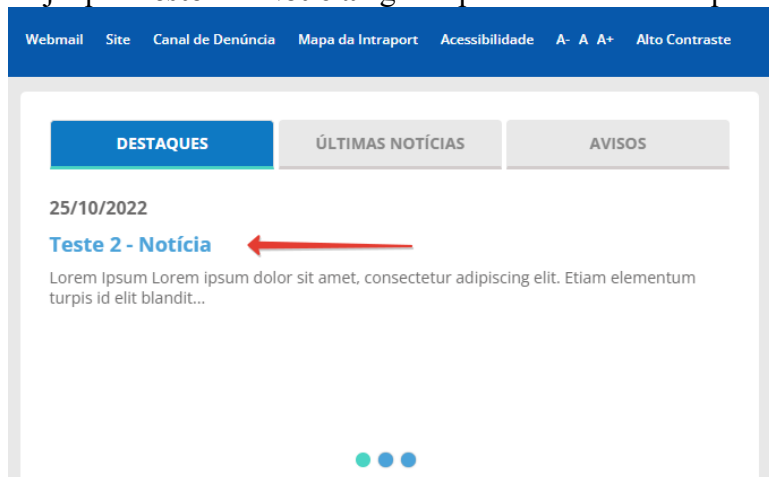 Webmail Site Canal de Denúncia Mapa da Intraport Acessibilidade A- A A+ Alto Contraste
DESTAQUES ÚLTIMAS NOTÍCIAS AVISOS
25/10/2022
Teste 2 - Notícia
Lorem Ipsum Lorem ipsum dolor sit amet, consectetur adipiscing elit. Etiam elementum
turpis id elit blandit...